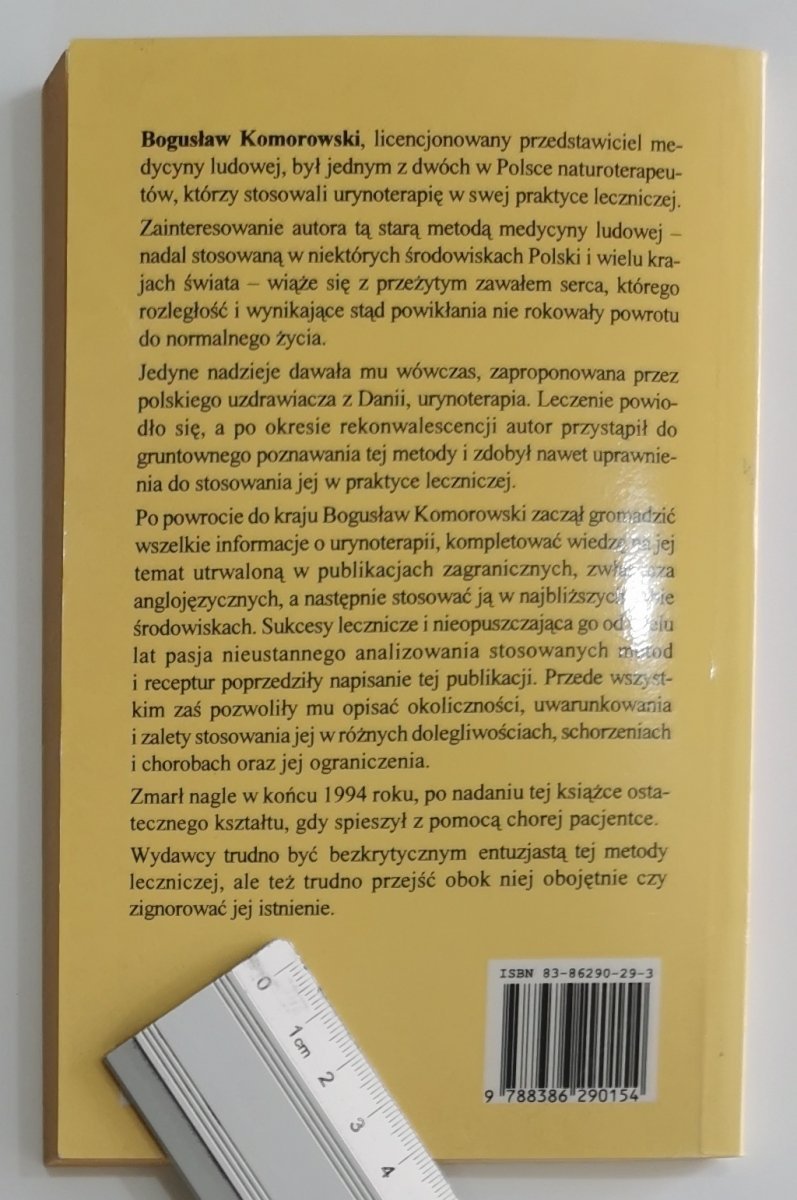 Bogusław Komorowski, licencjonowany przedstawiciel me-
dycyny ludowej, był jednym z dwóch w Polsce naturoterapeu-
tów, którzy stosowali urynoterapię w swej praktyce leczniczej.
Zainteresowanie autora tą starą metodą medycyny ludowej –
nadal stosowaną w niektórych środowiskach Polski i wielu kra-
jach świata – wiąże się z przeżytym zawałem serca, którego
rozległość i wynikające stąd powikłania nie rokowały powrotu
do normalnego życia.
Jedyne nadzieje dawała mu wówczas, zaproponowana przez
polskiego uzdrawiacza z Danii, urynoterapia. Leczenie powio-
dło się, a po okresie rekonwalescencji autor przystąpił do
gruntownego poznawania tej metody i zdobył nawet uprawnie-
nia do stosowania jej w praktyce leczniczej.
Po powrocie do kraju Bogusław Komorowski zaczął gromadzić
wszelkie informacje o urynoterapii, kompletować wiedzę na jej
temat utrwaloną w publikacjach zagranicznych, zwłaszcza
anglojęzycznych, a następnie stosować ją w najbliższych
środowiskach. Sukcesy lecznicze i nieopuszczająca go od wielu
lat pasja nieustannego analizowania stosowanych metod
i receptur poprzedziły napisanie tej publikacji. Przede wszyst-
kim zaś pozwoliły mu opisać okoliczności, uwarunkowania
i zalety stosowania jej w różnych dolegliwościach, schorzeniach
i chorobach oraz jej ograniczenia.
Zmarł nagle w końcu 1994 roku, po nadaniu tej książce osta-
tecznego kształtu, gdy spieszył z pomocą chorej pacjentce.
Wydawcy trudno być bezkrytycznym entuzjastą tej metody
leczniczej, ale też trudno przejść obok niej obojętnie czy
zignorować jej istnienie.
ISBN 83-86290-29-3
9 788386 290154
0
1cm
2
3
4